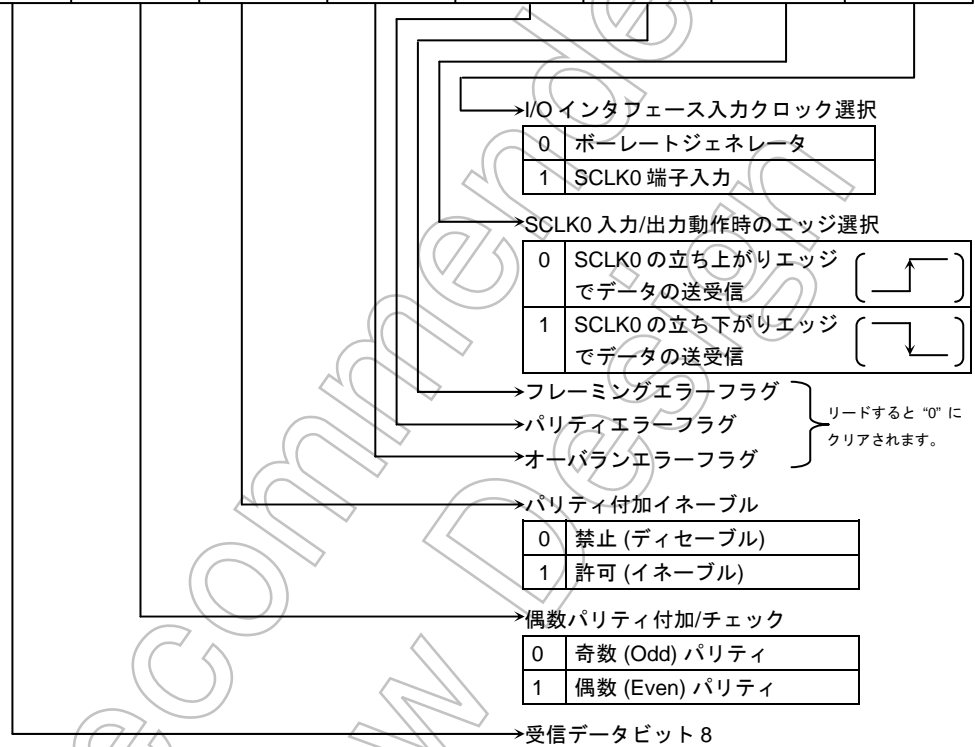 I/O インタフェース入力クロック選択
0 ボーレートジェネレータ
1 SCLK0 端子入力
SCLK0 入力/出力動作時のエッジ選択
0 SCLK0 の立ち上がりエッジ
でデータの送受信
1 SCLK0 の立ち下がりエッジ
でデータの送受信
フレーミングエラーフラグ
パリティエラーフラグ
オーバランエラーフラグ
リードすると “0” に
クリアされます。
パリティ付加イネーブル
0 禁止 (ディセーブル)
1 許可 (イネーブル)
偶数パリティ付加/チェック
0 奇数 (Odd) パリティ
1 偶数 (Even) パリティ
受信データビット 8
ecommende
w Design